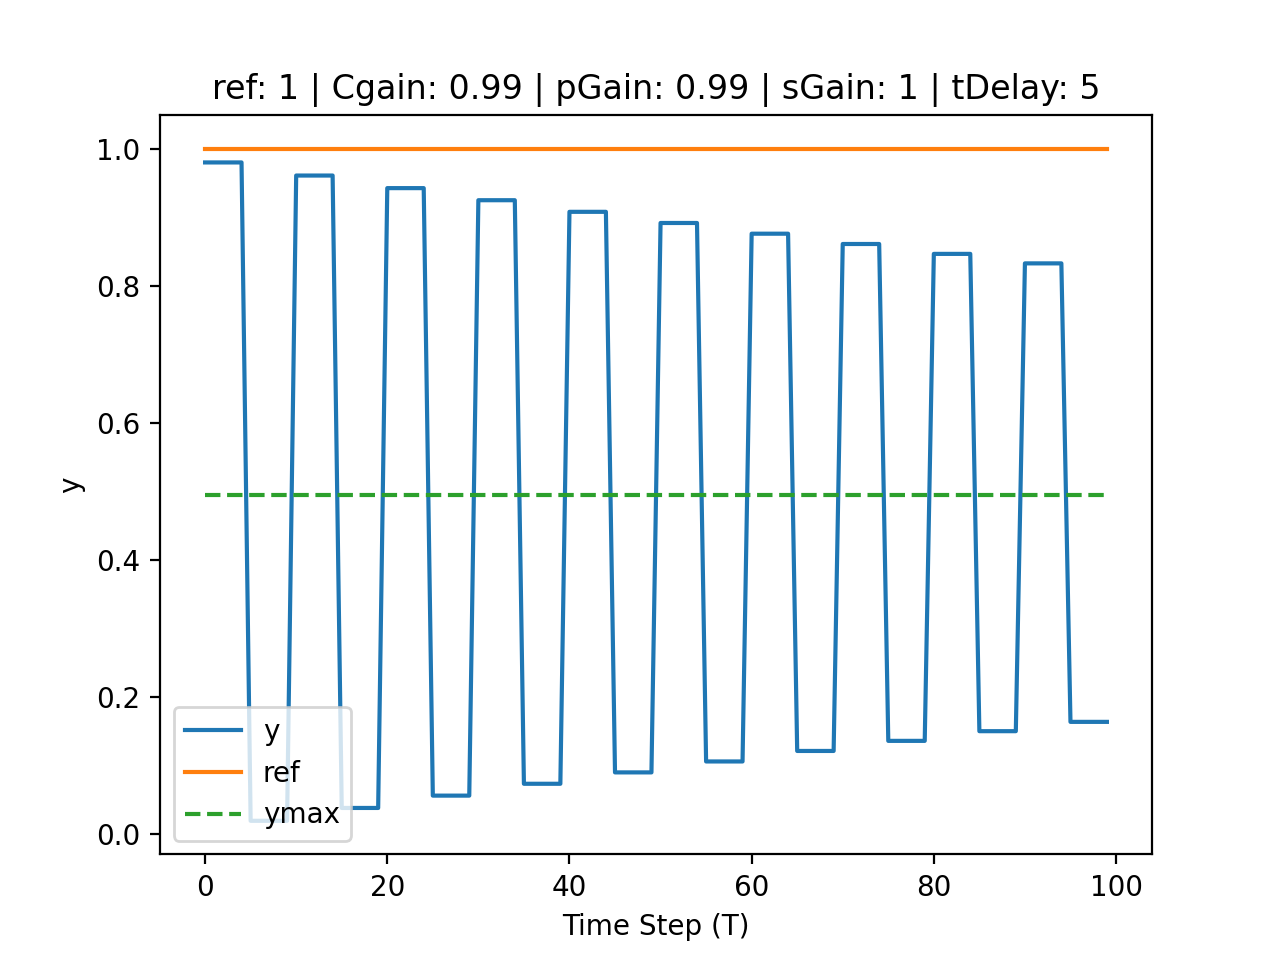 ref: 1 | Cgain: 0.99 | pGain: 0.99 | sGain: 1 | tDelay: 5
1.0
0.8
0.6
0.4
0.2
0.0
y
y
ref
ymax
0 20 40 60 80 100
Time Step (T)